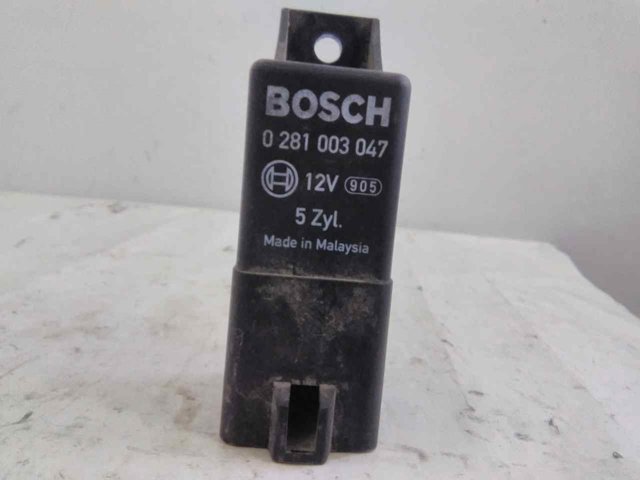 BOSCH
0 281 003 047
12V 905
5 Zyl.
Made in Malaysia